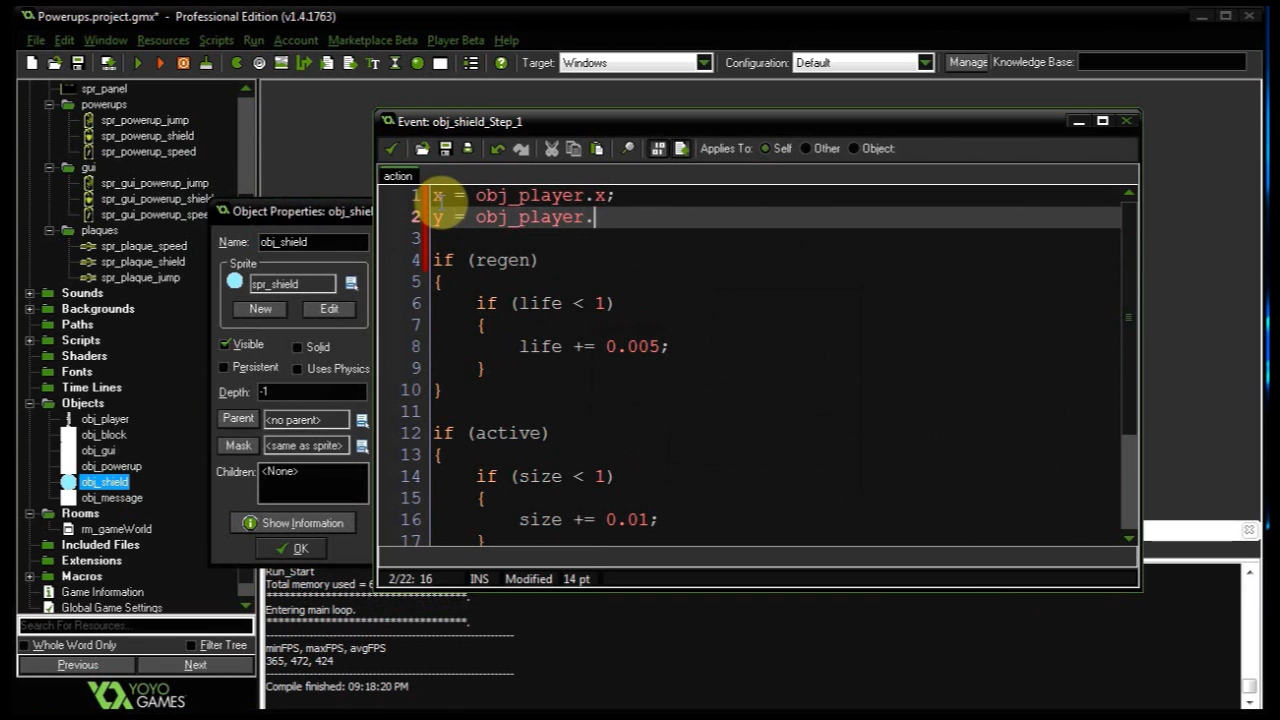 Powerups.project.gmx* - Professional Edition (v1.4.1763)
File Edit Window Resources Scripts Run Account Marketplace Beta Player Beta Help
Target: Windows Configuration: Default Manage Knowledge Base:
spr_panel
powerups
spr_powerup_jump
spr_powerup_shield
spr_powerup_speed
gui
spr_gui_powerup_jump
spr_gui_powerup_shield
spr_gui_powerup_spee
plaques
spr_plaque_speed
spr_plaque_shield
spr_plaque_jump
Sounds
Backgrounds
Paths
Scripts
Shaders
Fonts
Time Lines
Objects
obj_player
obj_block
obj_gui
obj_powerup
obj_shield
obj_message
Rooms
rm_gameWorld
Included Files
Extensions
Macros
Game Information
Global Game Settings
Search For Resources...
Whole Word Only Filter Tree
Previous Next
YOYO
GAMES
Object Properties: obj_shiel
Name: obj_shield
Sprite
spr_shield
New Edit
Visible Solid
Persistent Uses Physics
Depth: -1
Parent <no parent>
Mask <same as sprite>
Children: <None>
Show Information
OK
Event: obj_shield_Step_1
Applies To: Self Other Object:
action
1 x = obj_player.x;
2 y = obj_player.
3
4 if (regen)
5 {
6 if (life < 1)
7 {
8 life += 0.005;
9 }
10 }
11
12 if (active)
13 {
14 if (size < 1)
15 {
16 size += 0.01;
17 }
2/22: 16 INS Modified 14 pt
Run_Start
Total memory used = 6
**************************************.
Entering main loop.
**************************************.
minFPS, maxFPS, avgFPS
365, 472, 424
Compile finished: 09:18:20 PM